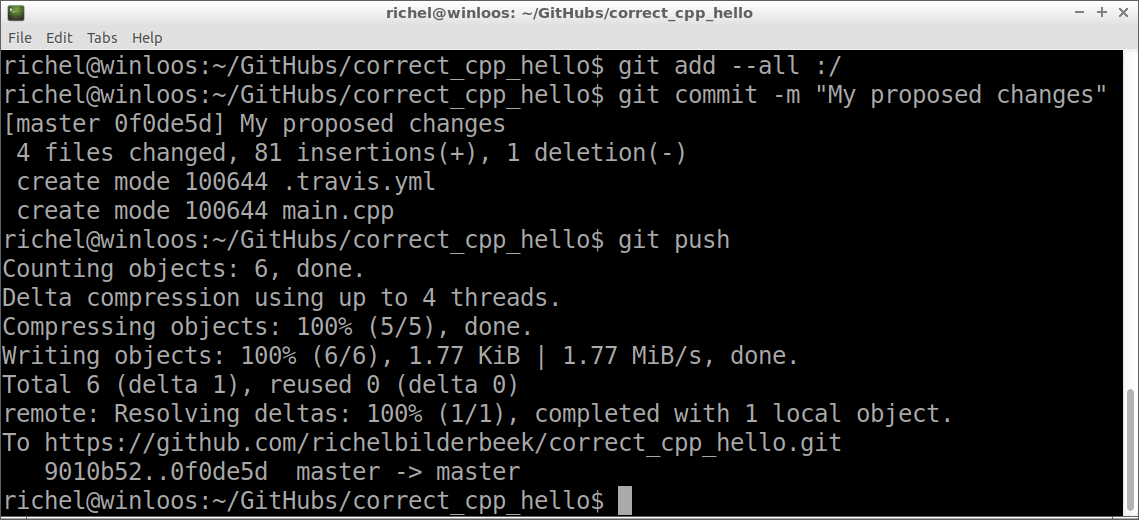 richel@winloos: ~/GitHubs/correct_cpp_hello
File Edit Tabs Help
richel@winloos:~/GitHubs/correct_cpp_hello$ git add --all :/
richel@winloos:~/GitHubs/correct_cpp_hello$ git commit -m "My proposed changes"
[master 0f0de5d] My proposed changes
 4 files changed, 81 insertions(+), 1 deletion(-)
 create mode 100644 .travis.yml
 create mode 100644 main.cpp
richel@winloos:~/GitHubs/correct_cpp_hello$ git push
Counting objects: 6, done.
Delta compression using up to 4 threads.
Compressing objects: 100% (5/5), done.
Writing objects: 100% (6/6), 1.77 KiB | 1.77 MiB/s, done.
Total 6 (delta 1), reused 0 (delta 0)
remote: Resolving deltas: 100% (1/1), completed with 1 local object.
To https://github.com/richelbilderbeek/correct_cpp_hello.git
   9010b52..0f0de5d  master -> master
richel@winloos:~/GitHubs/correct_cpp_hello$